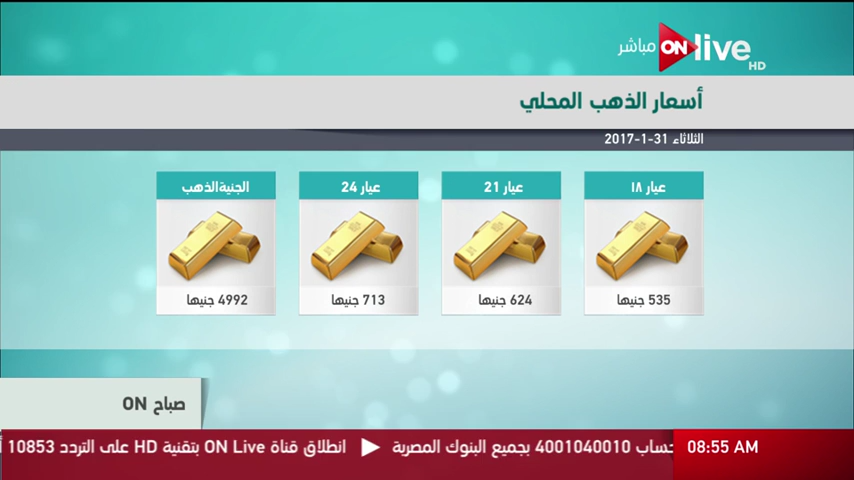 مباشر ON live HD
أسعار الذهب المحلي
الثلاثاء 31-1-2017
عيار ١٨
عيار 21
عيار 24
الجنية الذهب
535 جنيها
624 جنيها
713 جنيها
4992 جنيها
صباح ON
حساب 4001040010 بجميع البنوك المصرية ◀ انطلاق قناة ON Live بتقنية HD على التردد 10853
08:55 AM